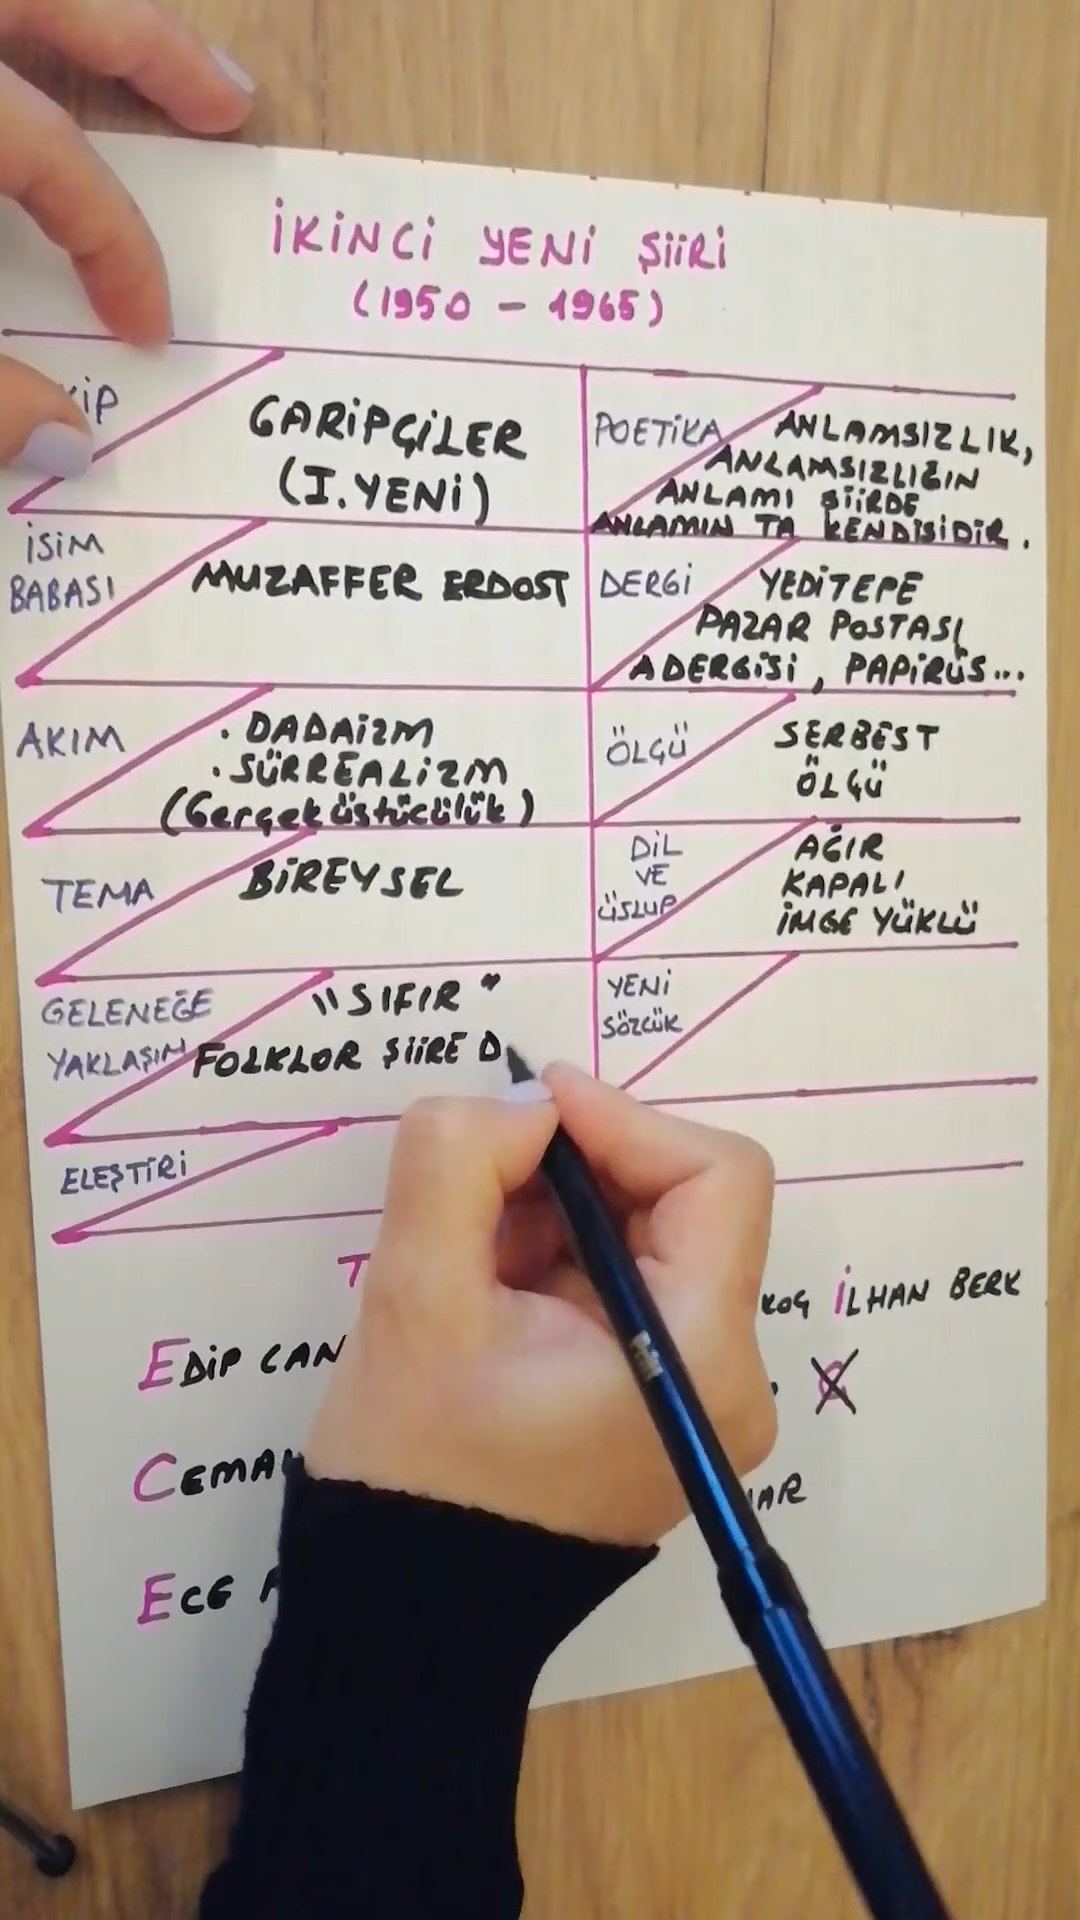 İKİNCİ YENİ ŞİİRİ
(1950 - 1965)
GARİPÇİLER
(I.YENİ)
İSİM
BABASI
MUZAFFER ERDOST
AKIM
. DADAİZM
. SÜRREALİZM
(Gerçeküstücülük)
TEMA
BİREYSEL
GELENEĞE
YAKLAŞIM
"SIFIR"
FOLKLOR ŞİİRE D
ELEŞTİRİ
POETİKA
ANLAMSIZLIK,
ANLAMSIZLIĞIN
ANLAMI ŞİİRDE
ANLAMIN TA KENDİSİDİR.
DERGİ
YEDİTEPE
PAZAR POSTASI
A DERGİSİ, PAPİRÜS...
ÖLÇÜ
SERBEST
ÖLÇÜ
DİL
VE
ÜSLUP
AĞIR
KAPALI
İMGE YÜKLÜ
YENİ
SÖZCÜK
T
İLHAN BERK
EDİP CAN
CEMA
ECE